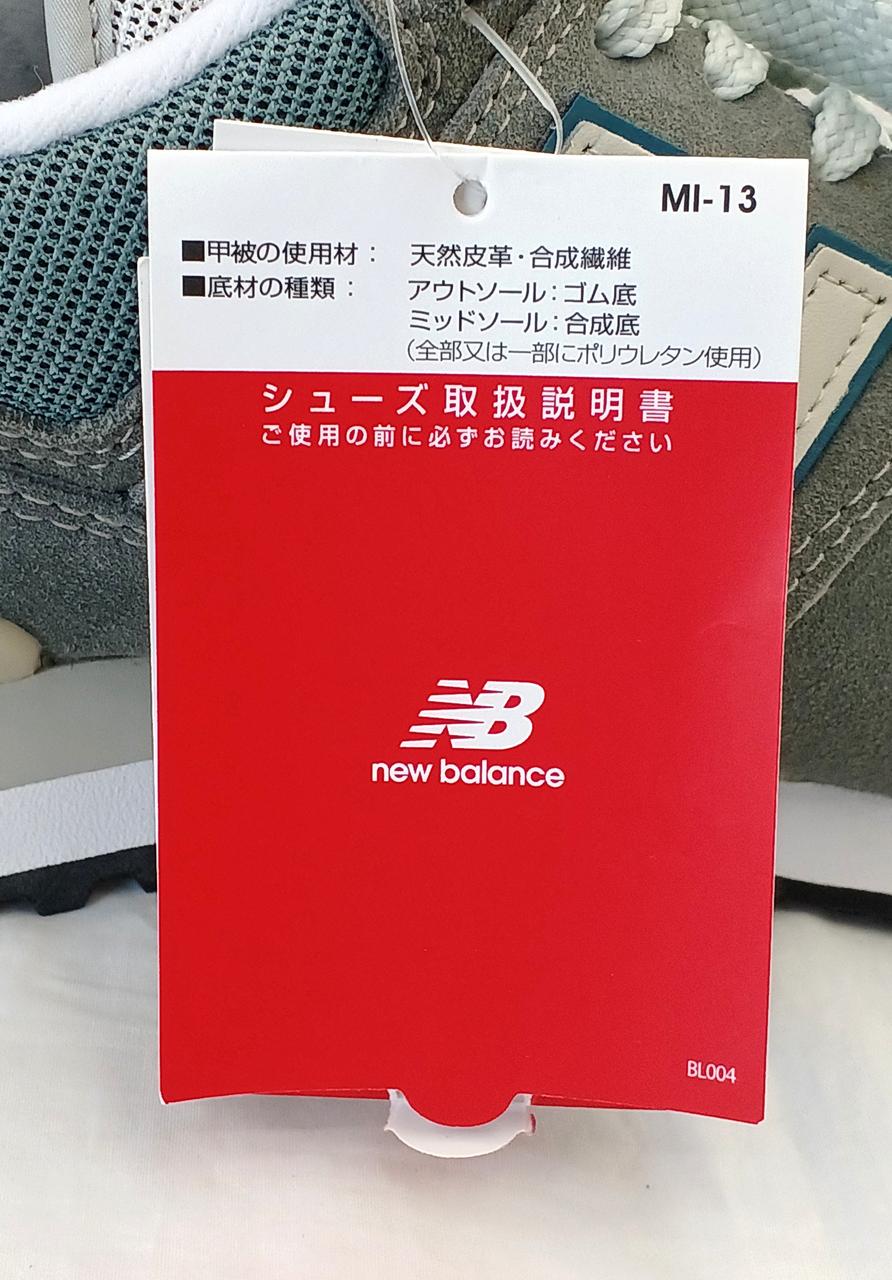 MI-13
■甲被の使用材： 天然皮革・合成繊維
■底材の種類： アウトソール：ゴム底
ミッドソール：合成底
（全部又は一部にポリウレタン使用）
シューズ取扱説明書
ご使用の前に必ずお読みください
NB
new balance
BL004